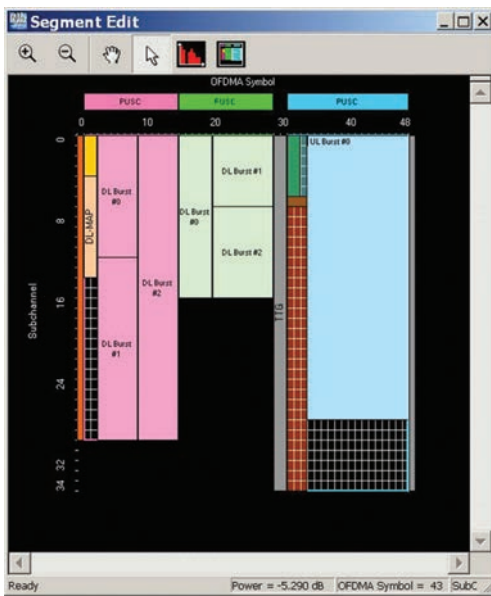 Segment Edit
OFDMA Symbol
PUSC FUSC PUSC
0 10 20 30 40 48
0
8
16
24
32
34
Subchannel
DL-MAP
DL Burst
#0
DL Burst
#1
DL Burst
#2
DL Burst
#0
DL Burst #1
DL Burst #2
TTG
UL Burst #0
Ready Power = -5.290 dB OFDMA Symbol = 43 SubC